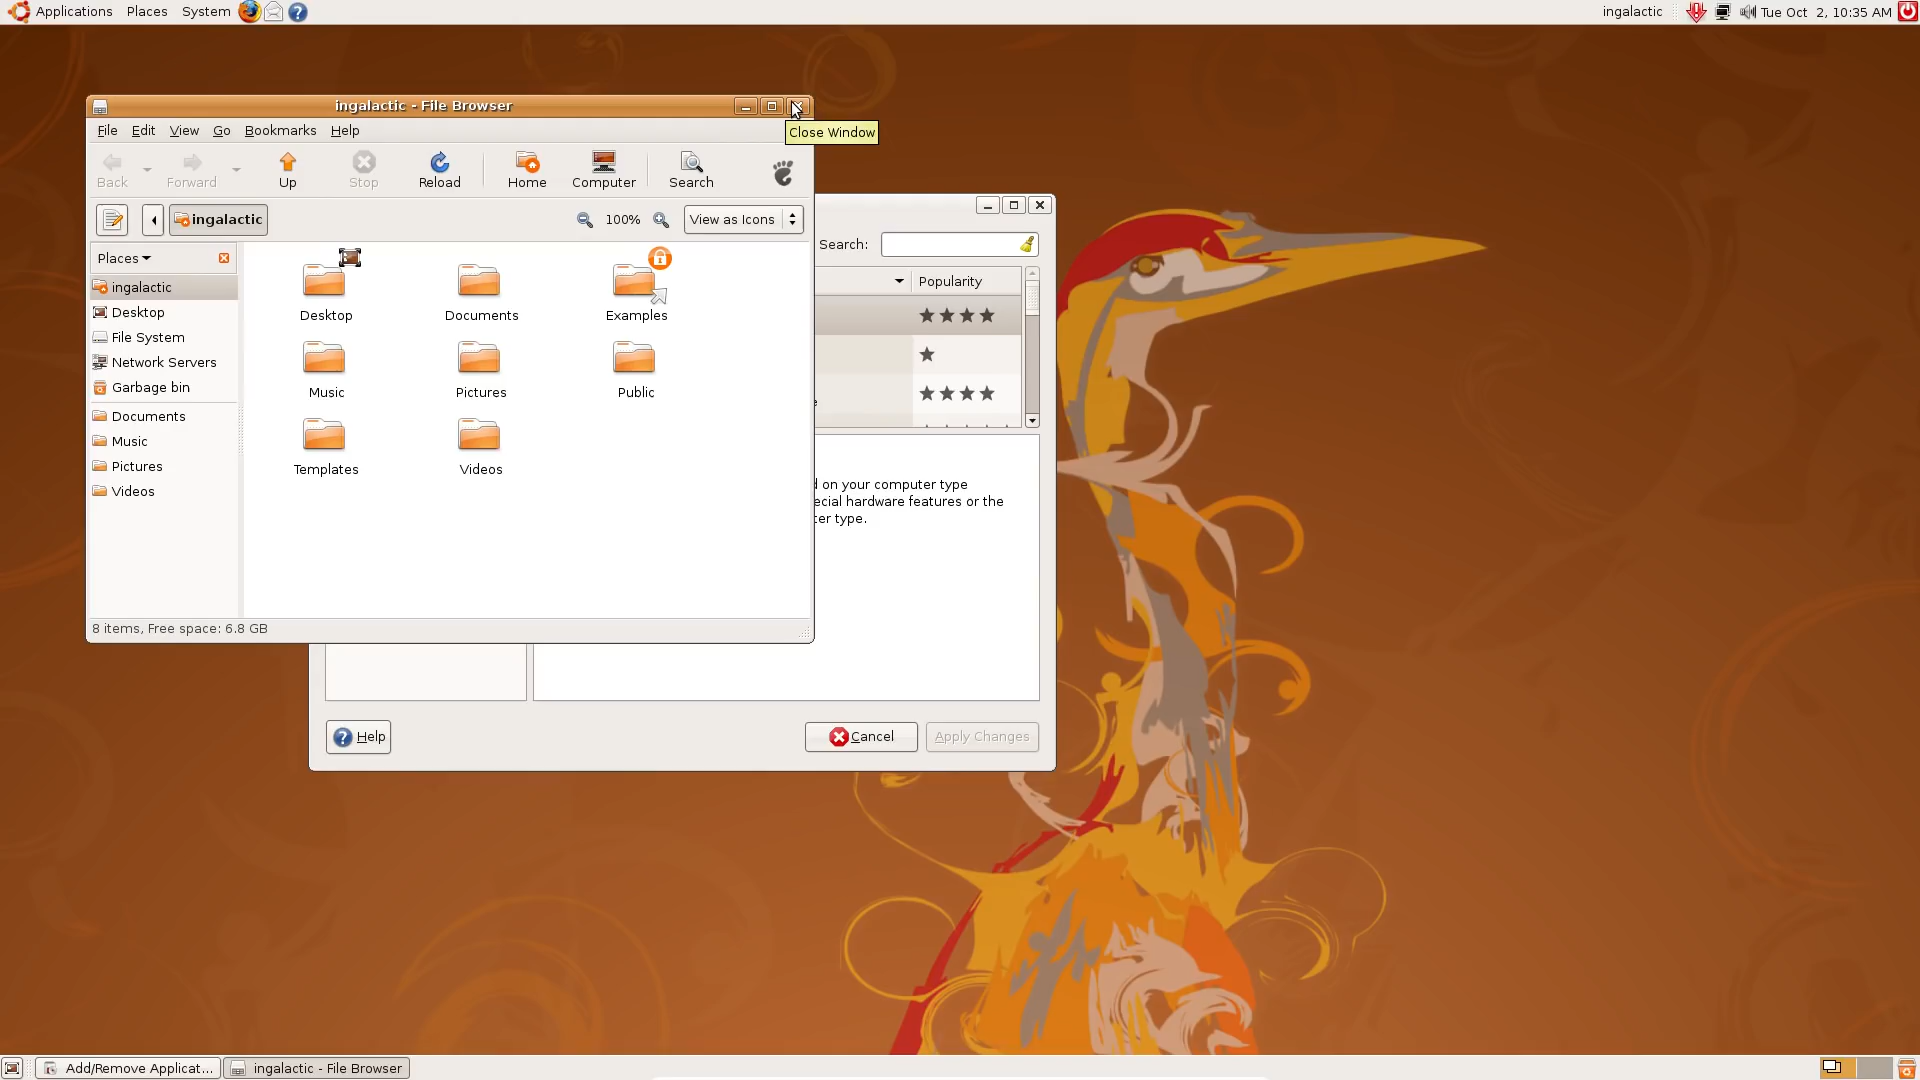 Applications Places System
ingalactic Tue Oct 2, 10:35 AM
ingalactic - File Browser
File Edit View Go Bookmarks Help
Close Window
Back Forward Up Stop Reload Home Computer Search
ingalactic 100% View as Icons
Search:
Places
ingalactic
Desktop
File System
Network Servers
Garbage bin
Documents
Music
Pictures
Videos
Desktop Documents Examples
Music Pictures Public
Templates Videos
8 items, Free space: 6.8 GB
Popularity
on your computer type
ecial hardware features or the
ter type.
Help Cancel Apply Changes
Add/Remove Applicat... ingalactic - File Browser